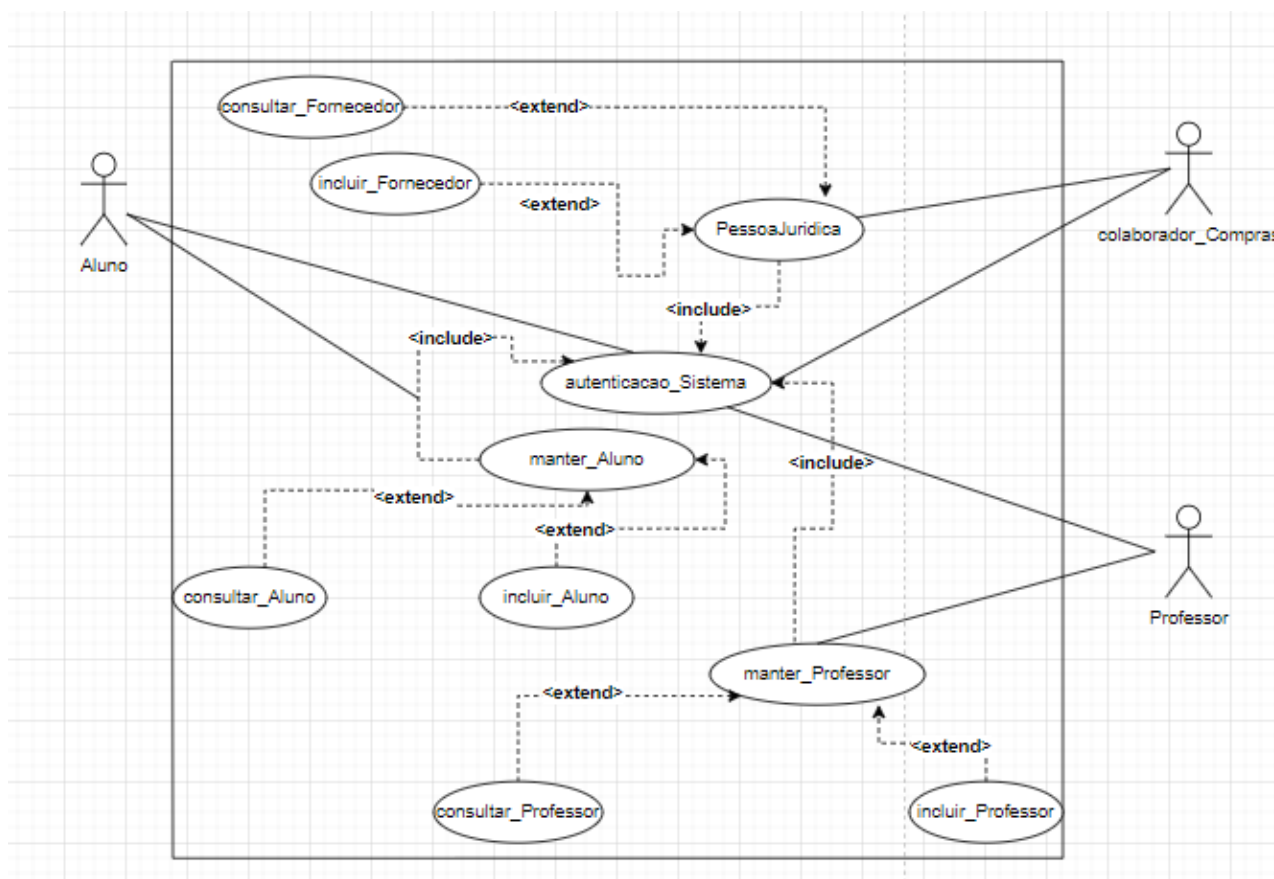 consultar_Fornecedor
<extend>
incluir_Fornecedor
<extend>
PessoaJuridica
colaborador_Compras
Aluno
<include>
<include>
autenticacao_Sistema
manter_Aluno
<include>
<extend>
<extend>
consultar_Aluno
incluir_Aluno
Professor
manter_Professor
<extend>
<extend>
consultar_Professor
incluir_Professor